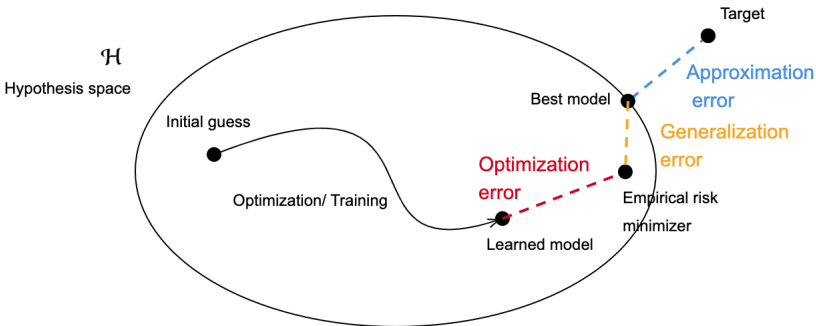 Target
ℋ
Hypothesis space
Approximation
error
Best model
Initial guess
Generalization
error
Optimization
error
Optimization/ Training
Empirical risk
minimizer
Learned model